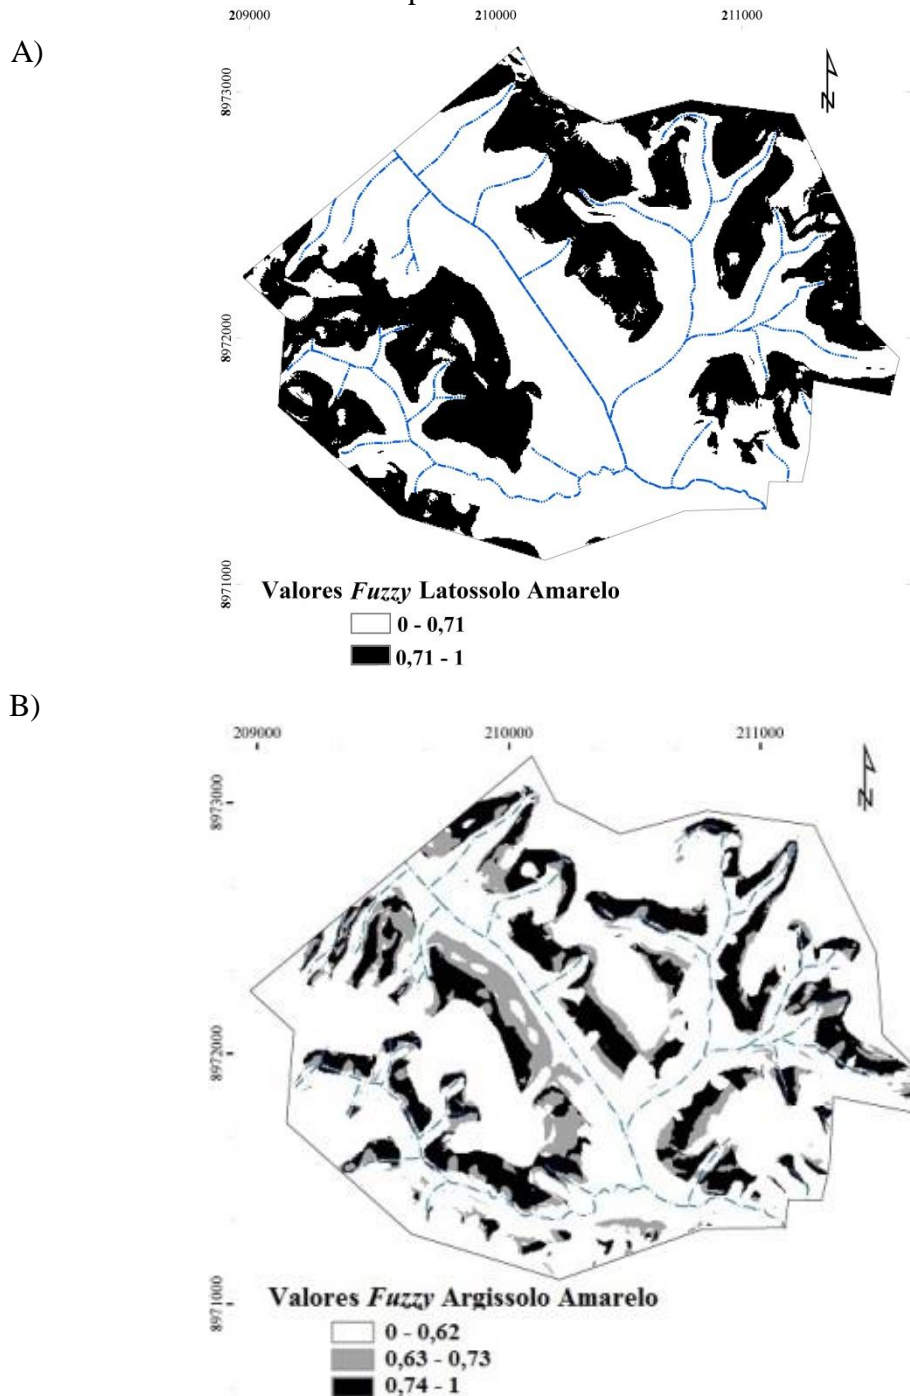 209000 210000 211000
A)
8973000
N
8972000
8971000
Valores Fuzzy Latossolo Amarelo
0 - 0,71
0,71 - 1
B)
209000 210000 211000
8973000
N
8972000
8971000
Valores Fuzzy Argissolo Amarelo
0 - 0,62
0,63 - 0,73
0,74 - 1